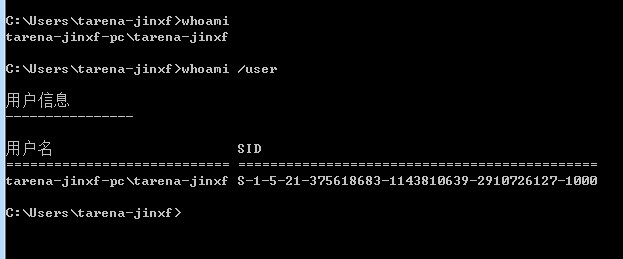 C:\Users\tarena-jinxf>whoami
tarena-jinxf-pc\tarena-jinxf
C:\Users\tarena-jinxf>whoami /user
用户信息
----------------
用户名 SID
============================ =============================================
tarena-jinxf-pc\tarena-jinxf S-1-5-21-375618683-1143810639-2910726127-1000
C:\Users\tarena-jinxf>